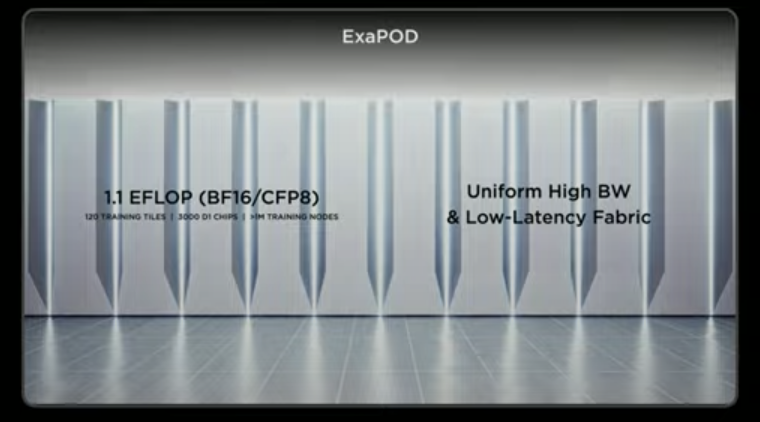 ExaPOD
1.1 EFLOP (BF16/CFP8)
120 TRAINING TILES | 3000 D1 CHIPS | >1M TRAINING NODES
Uniform High BW
& Low-Latency Fabric